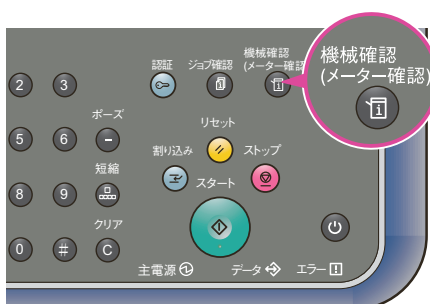 機械確認
(メーター確認)
認証
ジョブ確認
機械確認
(メーター確認
2
3
ポーズ
リセット
5
6
割り込み
ストップ
短縮
スタート
8
9
クリア
0
#
C
主電源
データ
エラー